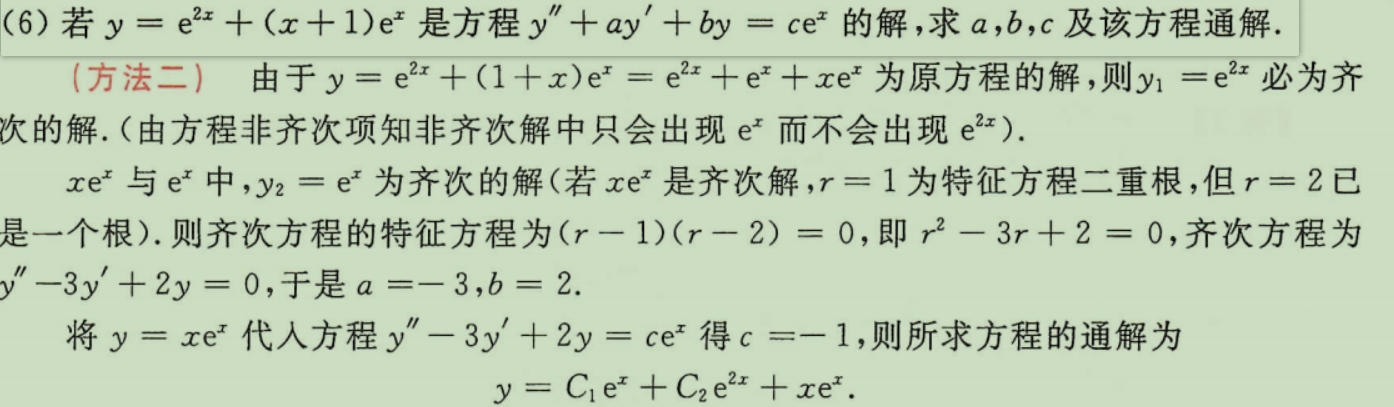 (6) 若 y = e^{2x} + (x+1)e^x 是方程 y″ + ay′ + by = ce^x 的解,求 a,b,c 及该方程通解.
(方法二) 由于 y = e^{2x} + (1+x)e^x = e^{2x} + e^x + xe^x 为原方程的解,则 y₁ = e^{2x} 必为齐
次的解.(由方程非齐次项知非齐次解中只会出现 e^x 而不会出现 e^{2x}).
xe^x 与 e^x 中,y₂ = e^x 为齐次的解(若 xe^x 是齐次解,r = 1 为特征方程二重根,但 r = 2 已
是一个根).则齐次方程的特征方程为(r − 1)(r − 2) = 0,即 r² − 3r + 2 = 0,齐次方程为
y″ − 3y′ + 2y = 0,于是 a = − 3,b = 2.
将 y = xe^x 代入方程 y″ − 3y′ + 2y = ce^x 得 c = − 1,则所求方程的通解为
y = C₁e^x + C₂e^{2x} + xe^x.